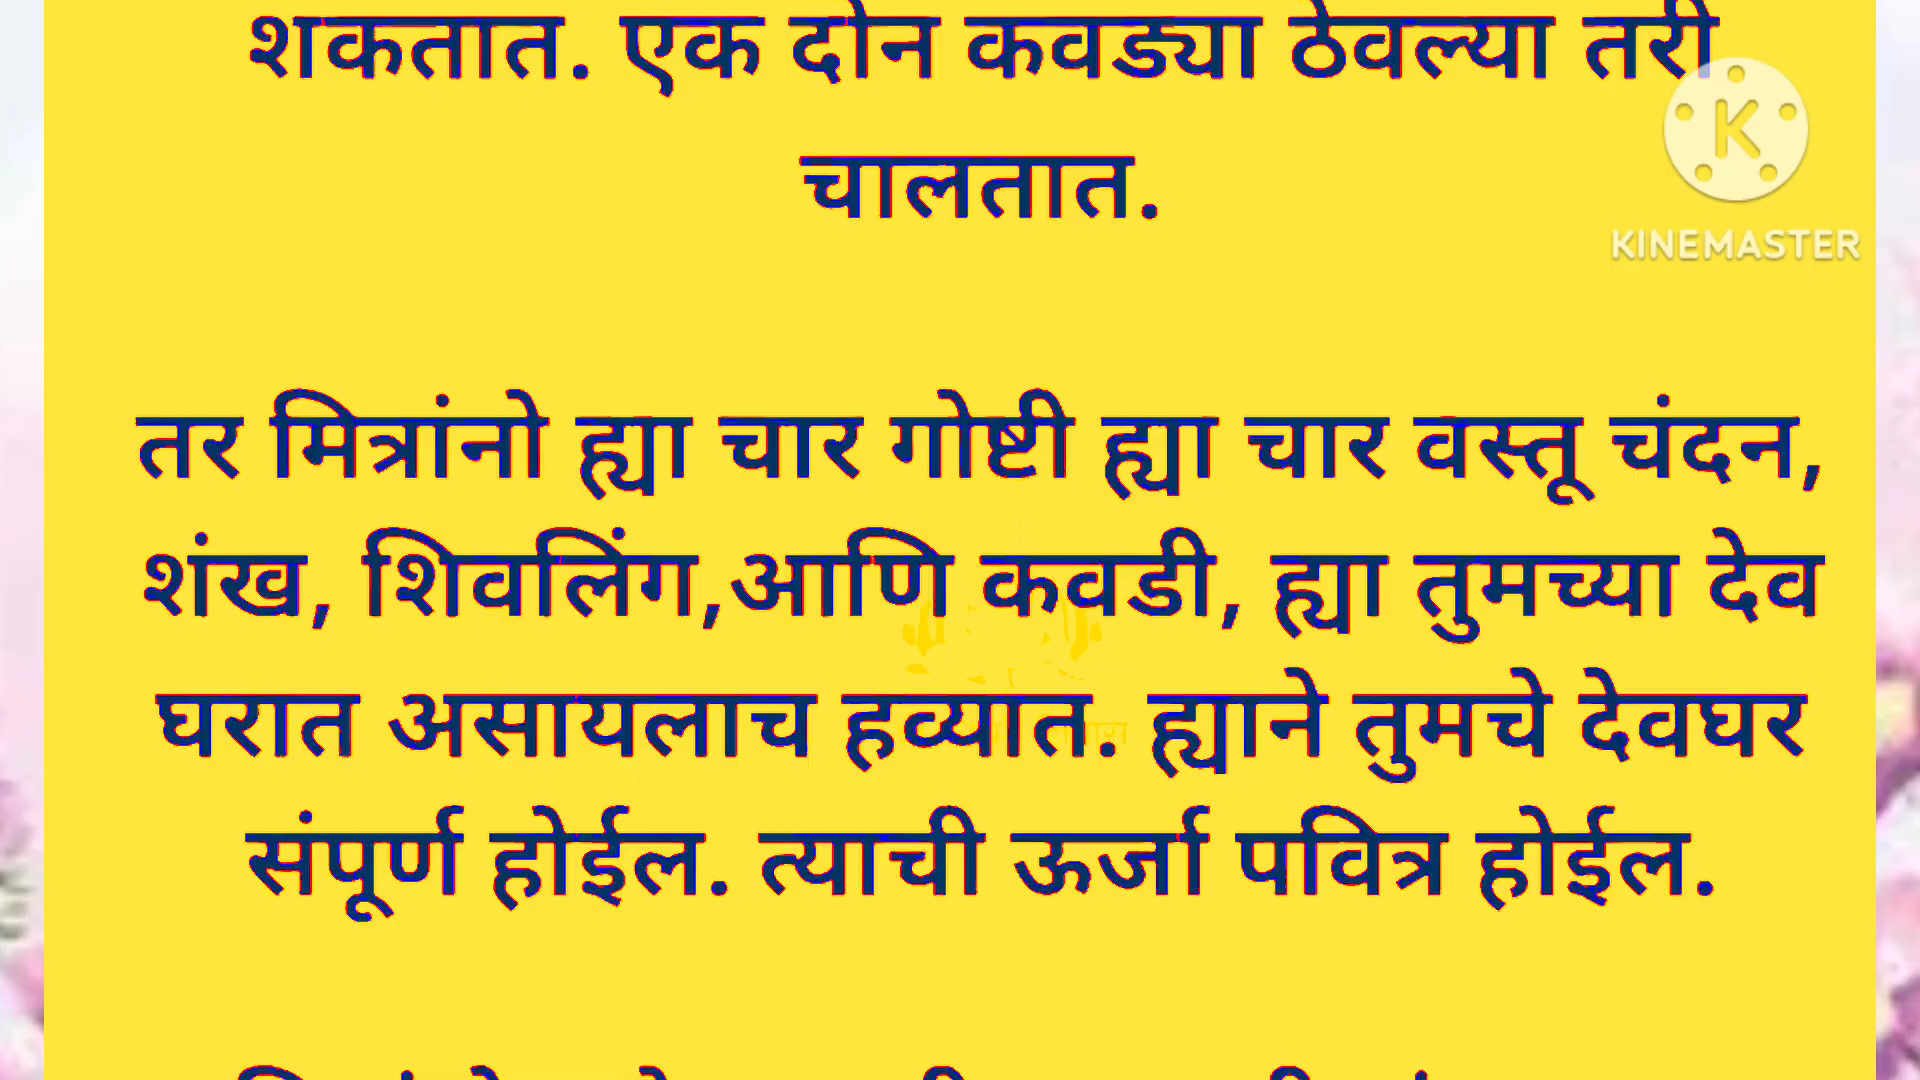 शकतात. एक दोन कवड्या ठेवल्या तरी
चालतात.
KINEMASTER
तर मित्रांनो ह्या चार गोष्टी ह्या चार वस्तू चंदन,
शंख, शिवलिंग,आणि कवडी, ह्या तुमच्या देव
घरात असायलाच हव्यात. ह्याने तुमचे देवघर
संपूर्ण होईल. त्याची ऊर्जा पवित्र होईल.